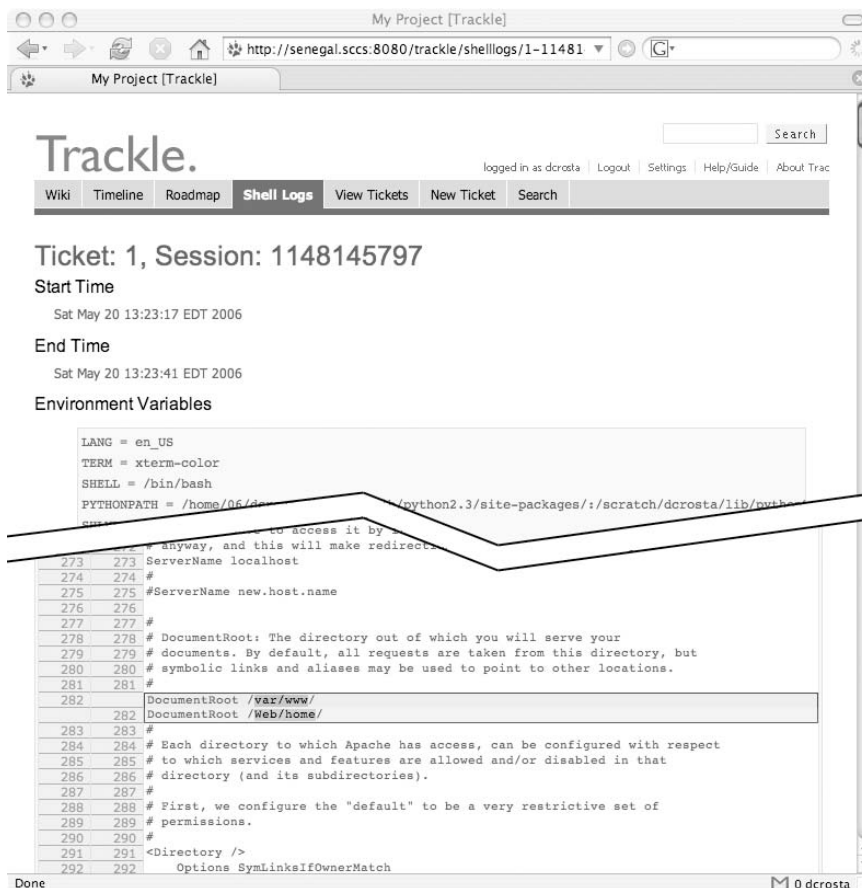 My Project [Trackle]
http://senegal.sccs:8080/trackle/shelllogs/1-11481
G
My Project [Trackle]
Search
Trackle.
logged in as dcrosta Logout Settings Help/Guide About Trac
Wiki Timeline Roadmap Shell Logs View Tickets New Ticket Search
Ticket: 1, Session: 1148145797
Start Time
Sat May 20 13:23:17 EDT 2006
End Time
Sat May 20 13:23:41 EDT 2006
Environment Variables
LANG = en_US
TERM = xterm-color
SHELL = /bin/bash
PYTHONPATH = /home/06/ /python2.3/site-packages/:/scratch/dcrosta/lib/python
to access it by
272 # anyway, and this will make
273 273 ServerName localhost
274 274 #
275 275 #ServerName new.host.name
276 276
277 277 #
278 278 # DocumentRoot: The directory out of which you will serve your
279 279 # documents. By default, all requests are taken from this directory, but
280 280 # symbolic links and aliases may be used to point to other locations.
281 281 #
282 DocumentRoot /var/www/
282 DocumentRoot /Web/home/
283 283 #
284 284 # Each directory to which Apache has access, can be configured with respect
285 285 # to which services and features are allowed and/or disabled in that
286 286 # directory (and its subdirectories).
287 287 #
288 288 # First, we configure the "default" to be a very restrictive set of
289 289 # permissions.
290 290 #
291 291 <Directory />
292 292 Options SymLinksIfOwnerMatch
Done 0 dcrosta